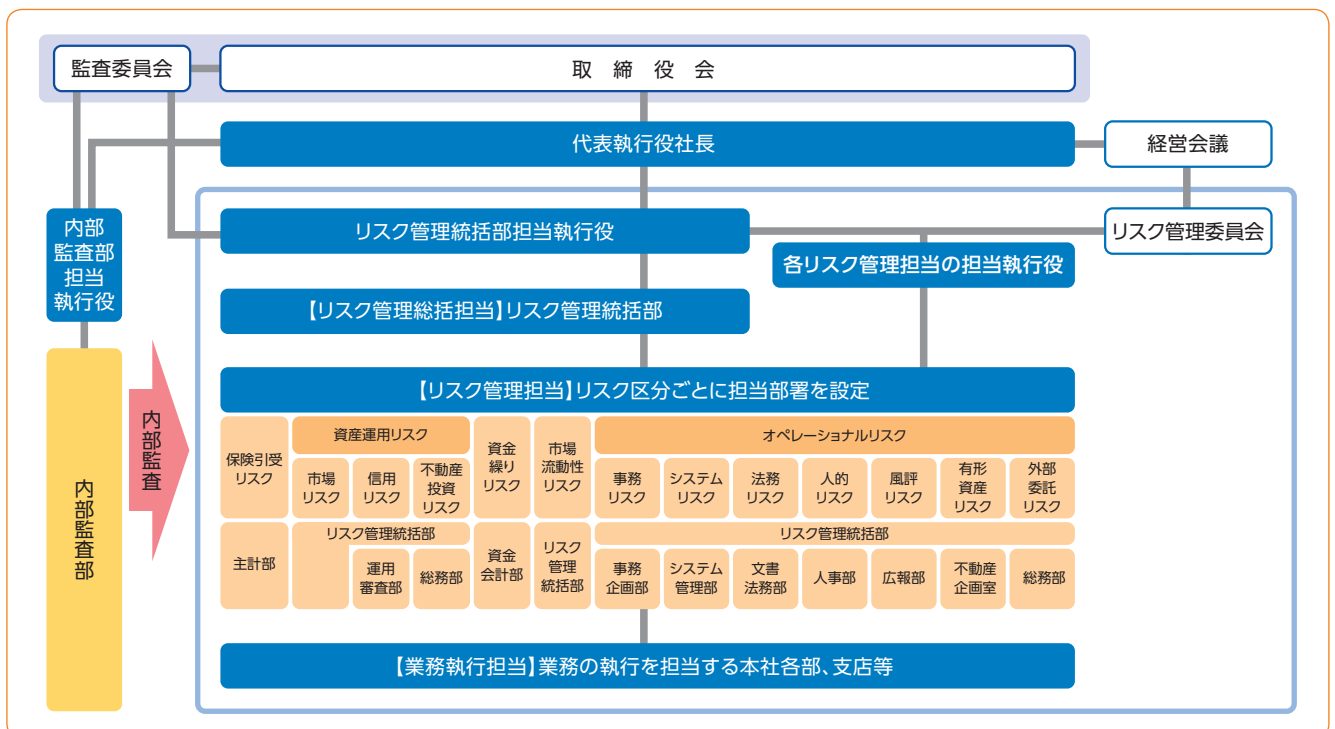 監査委員会
取締役会
代表執行役社長
経営会議
内部
監査部
担当
執行役
リスク管理統括部担当執行役
リスク管理委員会
各リスク管理担当の担当執行役
【リスク管理総括担当】リスク管理統括部
内部監査部
内部監査
【リスク管理担当】リスク区分ごとに担当部署を設定
保険引受
リスク
資産運用リスク
市場
リスク
信用
リスク
不動産
投資
リスク
資金
繰り
リスク
市場
流動性
リスク
オペレーショナルリスク
事務
リスク
システム
リスク
法務
リスク
人的
リスク
風評
リスク
有形
資産
リスク
外部
委託
リスク
主計部
リスク管理統括部
運用
審査部
総務部
資金
会計部
リスク
管理
統括部
リスク管理統括部
事務
企画部
システム
管理部
文書
法務部
人事部
広報部
不動産
企画室
総務部
【業務執行担当】業務の執行を担当する本社各部、支店等